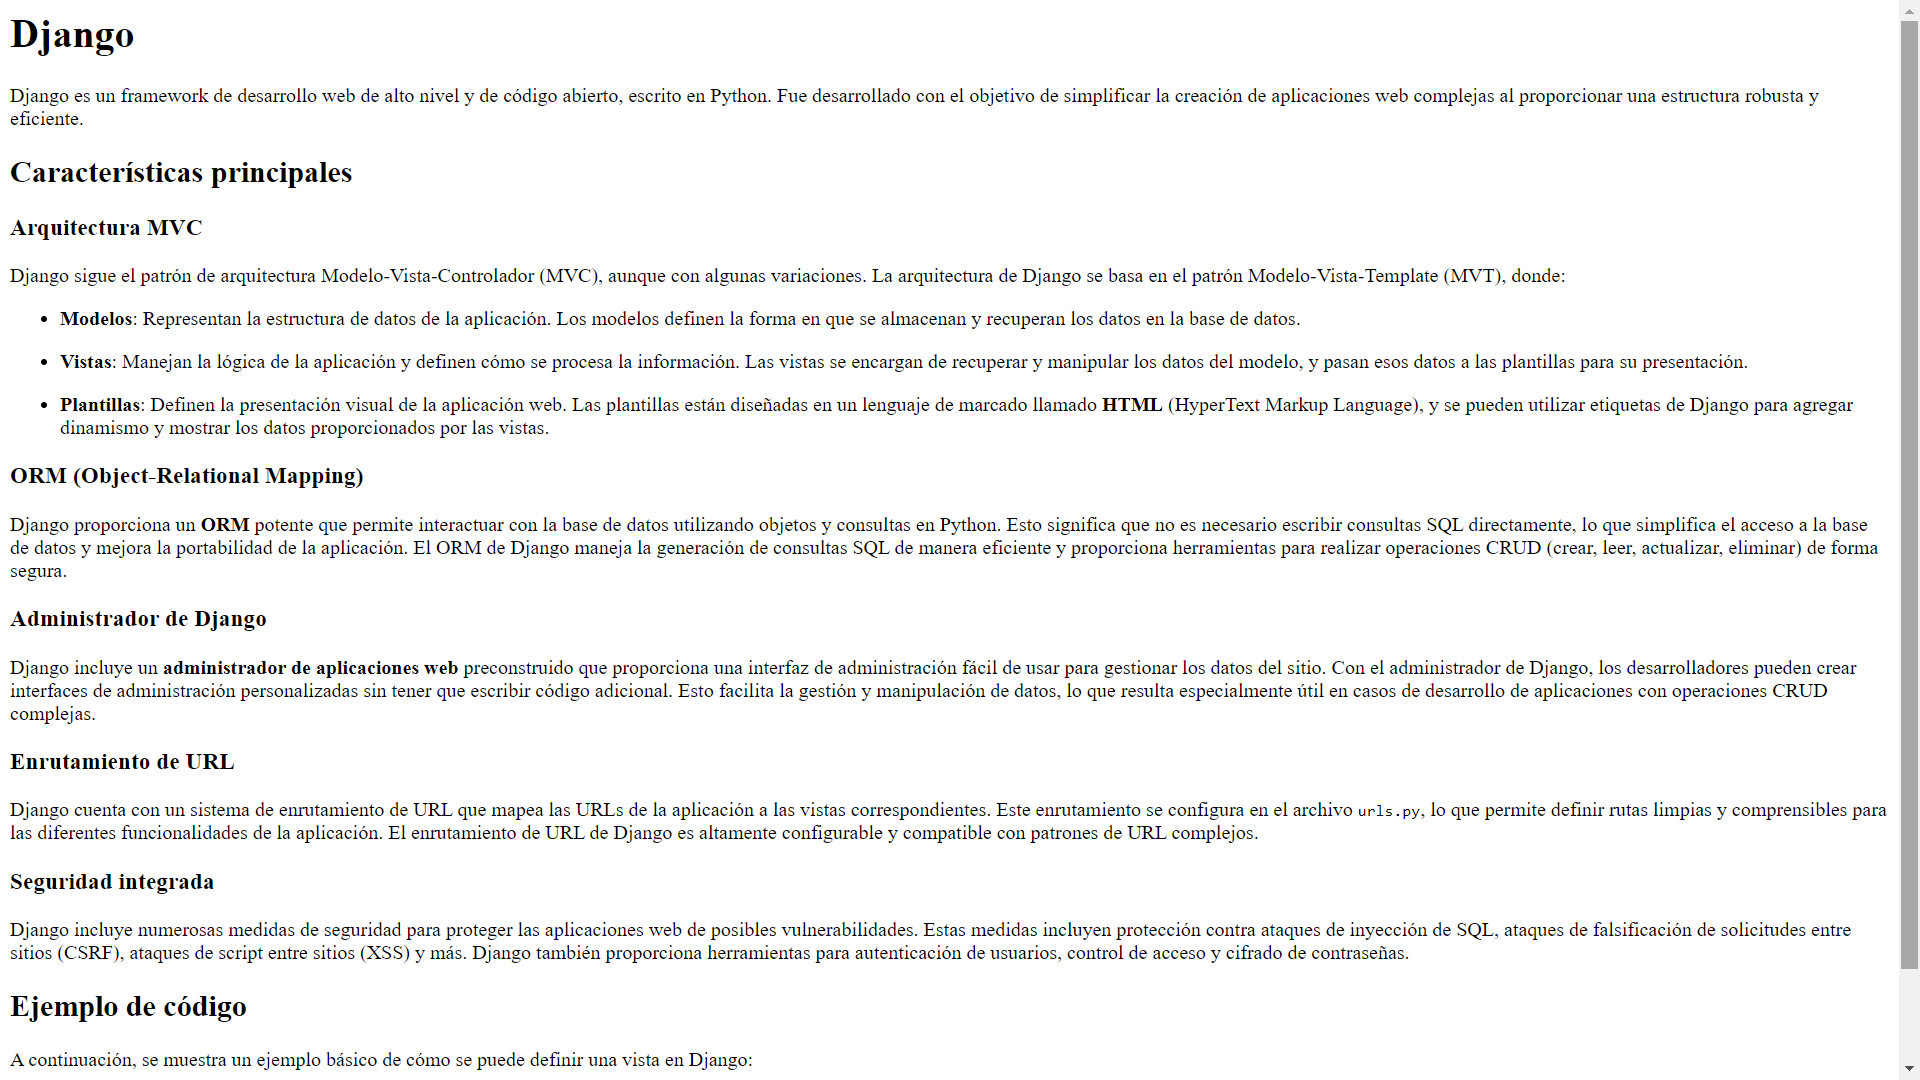 Django
Django es un framework de desarrollo web de alto nivel y de código abierto, escrito en Python. Fue desarrollado con el objetivo de simplificar la creación de aplicaciones web complejas al proporcionar una estructura robusta y
eficiente.
Características principales
Arquitectura MVC
Django sigue el patrón de arquitectura Modelo-Vista-Controlador (MVC), aunque con algunas variaciones. La arquitectura de Django se basa en el patrón Modelo-Vista-Template (MVT), donde:
• Modelos: Representan la estructura de datos de la aplicación. Los modelos definen la forma en que se almacenan y recuperan los datos en la base de datos.
• Vistas: Manejan la lógica de la aplicación y definen cómo se procesa la información. Las vistas se encargan de recuperar y manipular los datos del modelo, y pasan esos datos a las plantillas para su presentación.
• Plantillas: Definen la presentación visual de la aplicación web. Las plantillas están diseñadas en un lenguaje de marcado llamado HTML (HyperText Markup Language), y se pueden utilizar etiquetas de Django para agregar
dinamismo y mostrar los datos proporcionados por las vistas.
ORM (Object-Relational Mapping)
Django proporciona un ORM potente que permite interactuar con la base de datos utilizando objetos y consultas en Python. Esto significa que no es necesario escribir consultas SQL directamente, lo que simplifica el acceso a la base
de datos y mejora la portabilidad de la aplicación. El ORM de Django maneja la generación de consultas SQL de manera eficiente y proporciona herramientas para realizar operaciones CRUD (crear, leer, actualizar, eliminar) de forma
segura.
Administrador de Django
Django incluye un administrador de aplicaciones web preconstruido que proporciona una interfaz de administración fácil de usar para gestionar los datos del sitio. Con el administrador de Django, los desarrolladores pueden crear
interfaces de administración personalizadas sin tener que escribir código adicional. Esto facilita la gestión y manipulación de datos, lo que resulta especialmente útil en casos de desarrollo de aplicaciones con operaciones CRUD
complejas.
Enrutamiento de URL
Django cuenta con un sistema de enrutamiento de URL que mapea las URLs de la aplicación a las vistas correspondientes. Este enrutamiento se configura en el archivo urls.py, lo que permite definir rutas limpias y comprensibles para
las diferentes funcionalidades de la aplicación. El enrutamiento de URL de Django es altamente configurable y compatible con patrones de URL complejos.
Seguridad integrada
Django incluye numerosas medidas de seguridad para proteger las aplicaciones web de posibles vulnerabilidades. Estas medidas incluyen protección contra ataques de inyección de SQL, ataques de falsificación de solicitudes entre
sitios (CSRF), ataques de script entre sitios (XSS) y más. Django también proporciona herramientas para autenticación de usuarios, control de acceso y cifrado de contraseñas.
Ejemplo de código
A continuación, se muestra un ejemplo básico de cómo se puede definir una vista en Django: